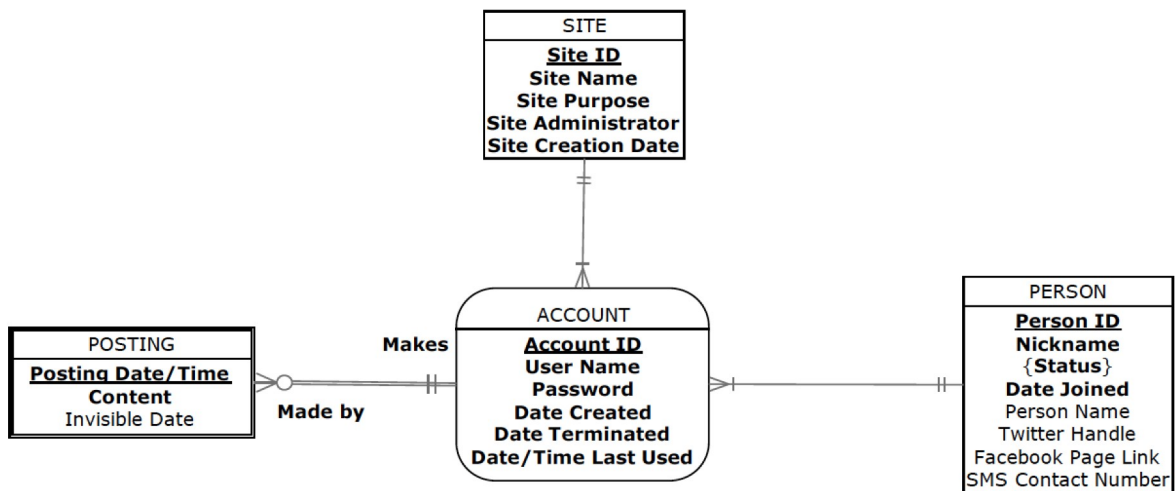 SITE
Site ID
Site Name
Site Purpose
Site Administrator
Site Creation Date
POSTING
Posting Date/Time
Content
Invisible Date
Makes
Made by
ACCOUNT
Account ID
User Name
Password
Date Created
Date Terminated
Date/Time Last Used
PERSON
Person ID
Nickname
{Status}
Date Joined
Person Name
Twitter Handle
Facebook Page Link
SMS Contact Number